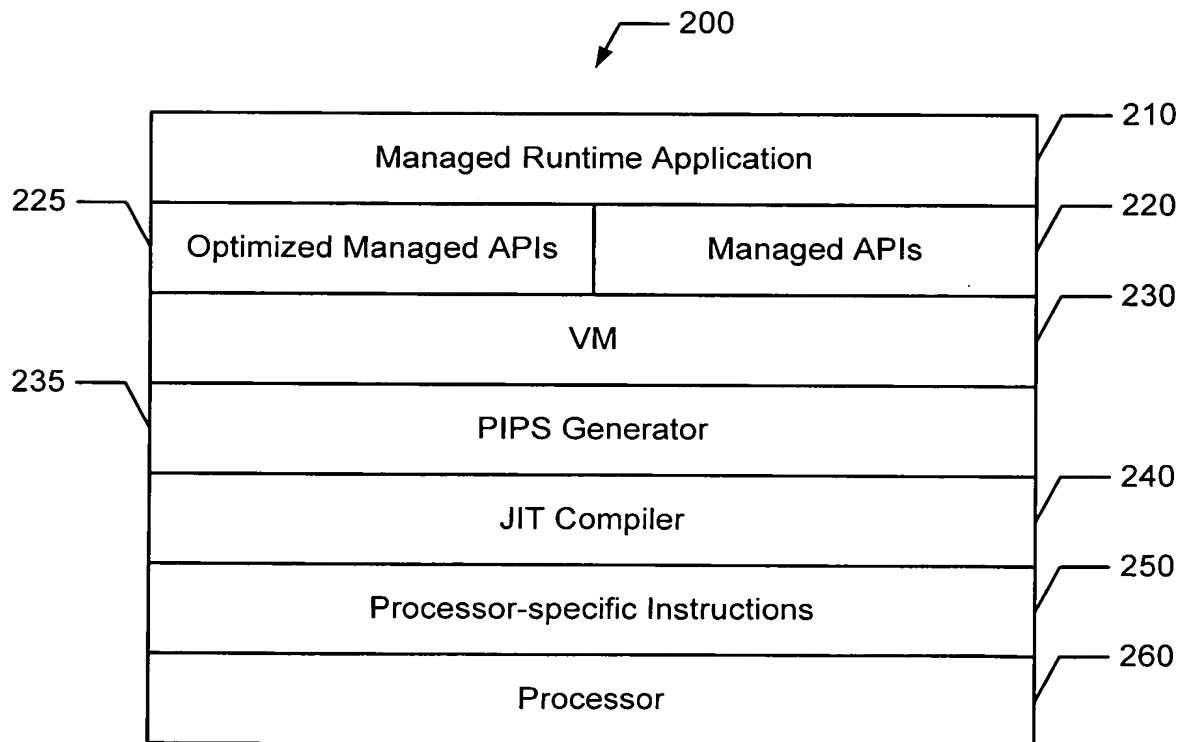 200
210
Managed Runtime Application
225
220
Optimized Managed APIs
Managed APIs
230
VM
235
PIPS Generator
240
JIT Compiler
250
Processor-specific Instructions
260
Processor